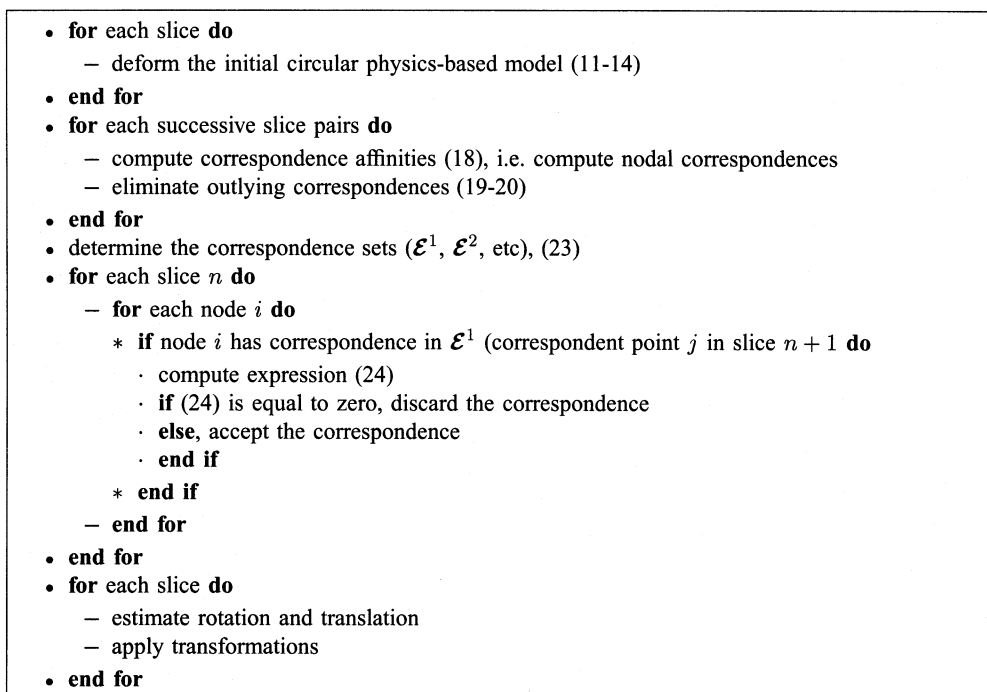 • for each slice do
– deform the initial circular physics-based model (11-14)
• end for
• for each successive slice pairs do
– compute correspondence affinities (18), i.e. compute nodal correspondences
– eliminate outlying correspondences (19-20)
• end for
• determine the correspondence sets (𝓔¹, 𝓔², etc), (23)
• for each slice n do
– for each node i do
* if node i has correspondence in 𝓔¹ (correspondent point j in slice n + 1 do
· compute expression (24)
· if (24) is equal to zero, discard the correspondence
· else, accept the correspondence
· end if
* end if
– end for
• end for
• for each slice do
– estimate rotation and translation
– apply transformations
• end for